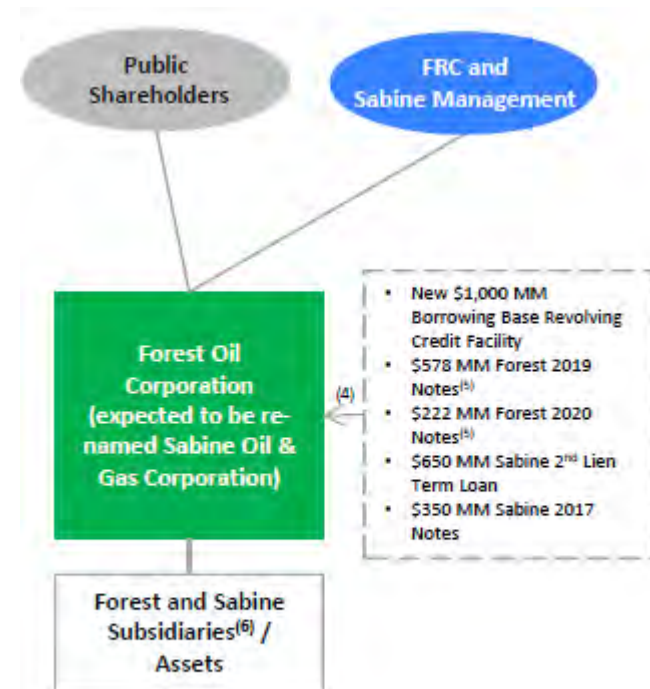 Public
Shareholders
FRC and
Sabine Management
Forest Oil
Corporation
(expected to be re-
named Sabine Oil &
Gas Corporation)
(4)
• New $1,000 MM
Borrowing Base Revolving
Credit Facility
• $578 MM Forest 2019
Notes(5)
• $222 MM Forest 2020
Notes(5)
• $650 MM Sabine 2nd Lien
Term Loan
• $350 MM Sabine 2017
Notes
Forest and Sabine
Subsidiaries(6) /
Assets